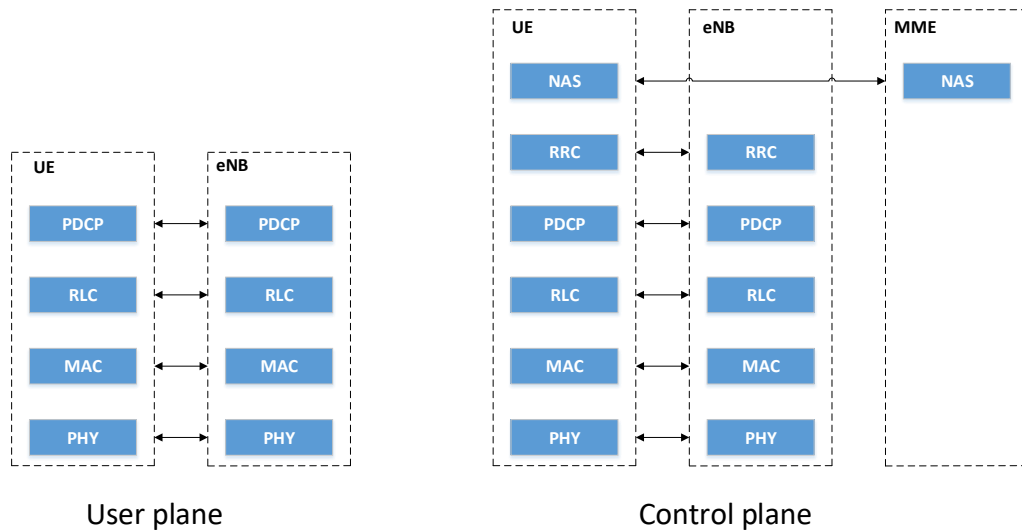 UE
eNB
PDCP
PDCP
RLC
RLC
MAC
MAC
PHY
PHY
User plane
UE
eNB
MME
NAS
NAS
RRC
RRC
PDCP
PDCP
RLC
RLC
MAC
MAC
PHY
PHY
Control plane